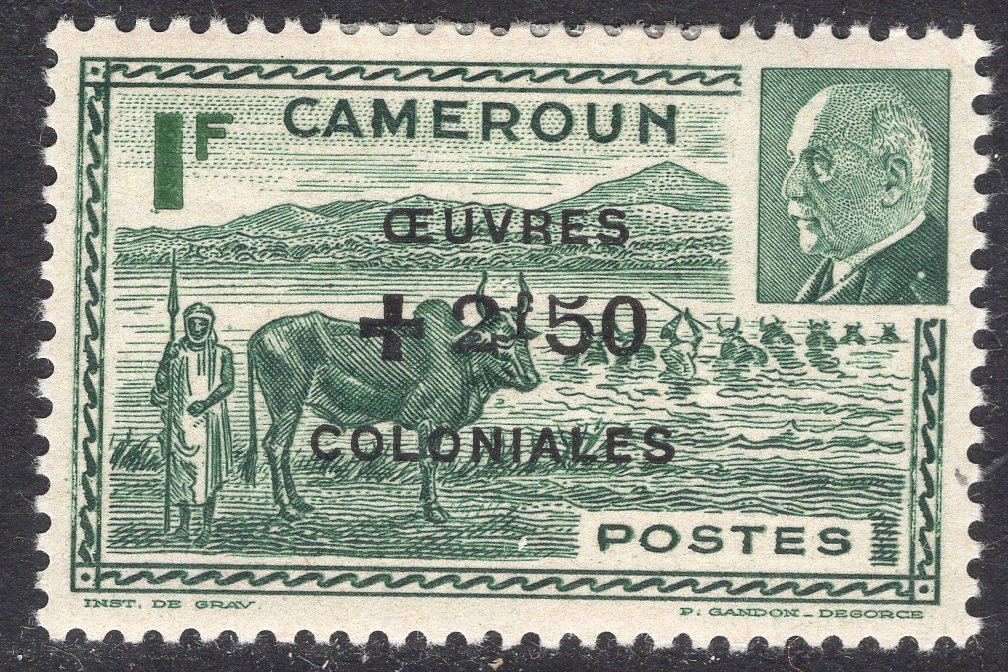 CAMEROUN
1F
ŒUVRES
+ 2f50
COLONIALES
POSTES
INST. DE GRAV.
P. GANDON - DEGORCE